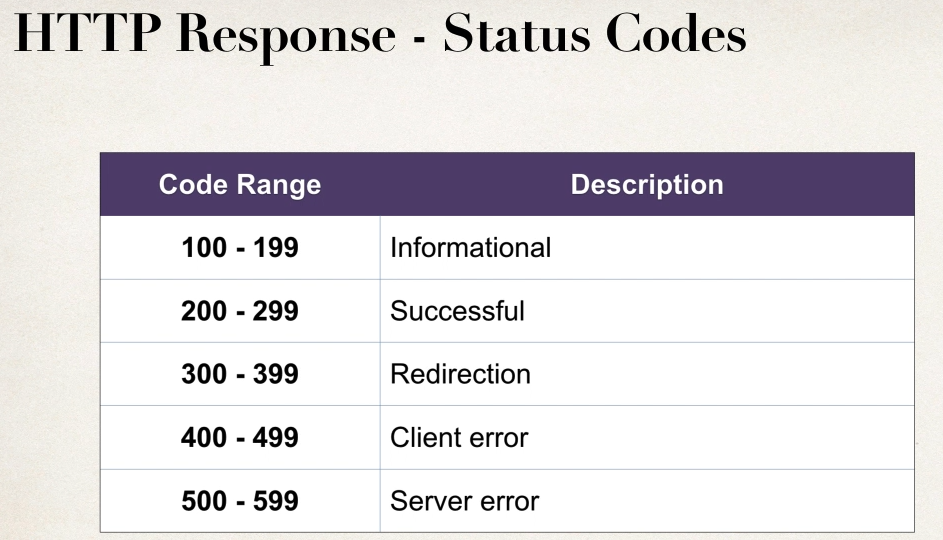 HTTP Response - Status Codes
Code Range Description
100 - 199 Informational
200 - 299 Successful
300 - 399 Redirection
400 - 499 Client error
500 - 599 Server error